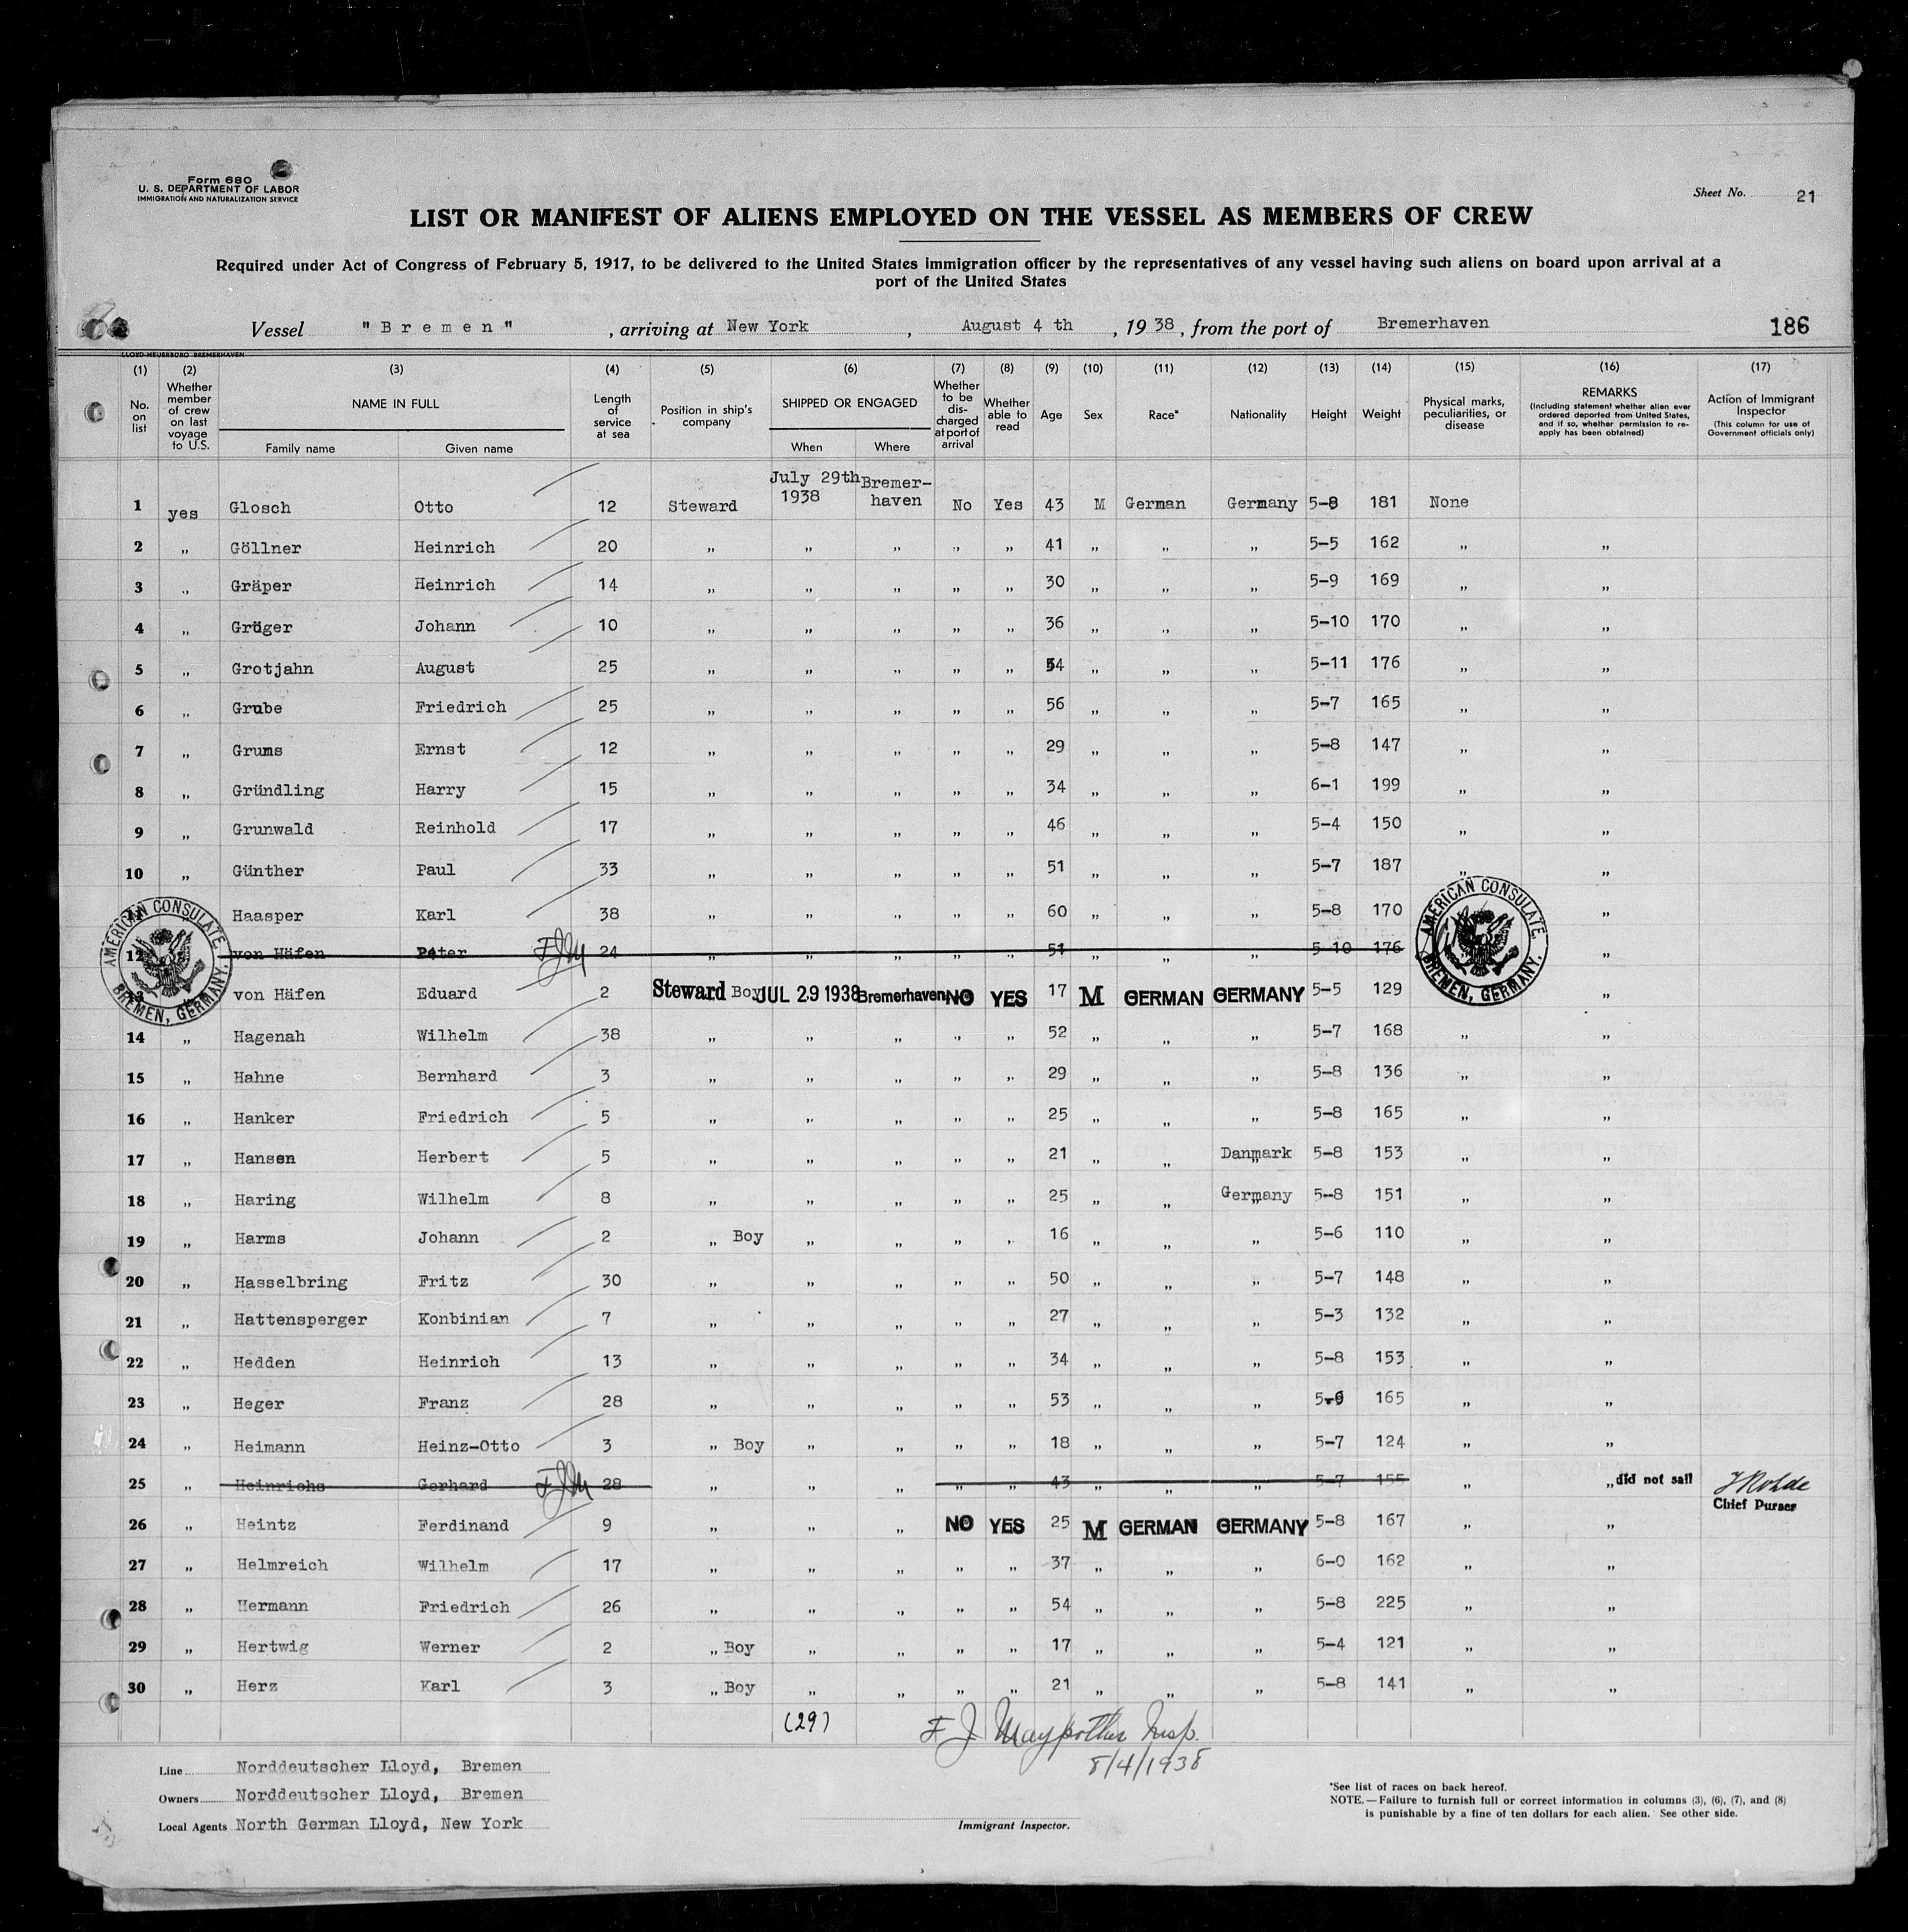 Form 680
U. S. DEPARTMENT OF LABOR
IMMIGRATION AND NATURALIZATION SERVICE
Sheet No. 21
LIST OR MANIFEST OF ALIENS EMPLOYED ON THE VESSEL AS MEMBERS OF CREW
Required under Act of Congress of February 5, 1917, to be delivered to the United States immigration officer by the representatives of any vessel having such aliens on board upon arrival at a
port of the United States
Vessel "Bremen", arriving at New York, August 4 th, 1938, from the port of Bremerhaven 186
LLOYD-HEUERBÜRO BREMERHAVEN
(1) (2) (3) (4) (5) (6) (7) (8) (9) (10) (11) (12) (13) (14) (15) (16) (17)
No. on list
Whether member of crew on last voyage to U.S.
NAME IN FULL
Family name Given name
Length of service at sea
Position in ship's company
SHIPPED OR ENGAGED
When Where
Whether to be discharged at port of arrival
Whether able to read
Age
Sex
Race*
Nationality
Height
Weight
Physical marks, peculiarities, or disease
REMARKS
(Including statement whether alien ever ordered deported from United States, and if so, whether permission to re-apply has been obtained)
Action of Immigrant Inspector
(This column for use of Government officials only)
1 yes Glosch Otto 12 Steward July 29th 1938 Bremer-haven No Yes 43 M German Germany 5-8 181 None
2 " Göllner Heinrich 20 " " " " " 41 " " " 5-5 162 " "
3 " Gräper Heinrich 14 " " " " " 30 " " " 5-9 169 " "
4 " Gröger Johann 10 " " " " " 36 " " " 5-10 170 " "
5 " Grotjahn August 25 " " " " " 54 " " " 5-11 176 " "
6 " Grube Friedrich 25 " " " " " 56 " " " 5-7 165 " "
7 " Grums Ernst 12 " " " " " 29 " " " 5-8 147 " "
8 " Gründling Harry 15 " " " " " 34 " " " 6-1 199 " "
9 " Grunwald Reinhold 17 " " " " " 46 " " " 5-4 150 " "
10 " Günther Paul 33 " " " " " 51 " " " 5-7 187 " "
Haasper Karl 38 " " " " " 60 " " " 5-8 170 "
12 von Häfen Peter FJM 24 " " " " " 51 " " " 5-10 176 "
von Häfen Eduard 2 Steward Boy JUL 29 1938 Bremerhaven NO YES 17 M GERMAN GERMANY 5-5 129 "
AMERICAN CONSULATE. BREMEN, GERMANY.
AMERICAN CONSULATE. BREMEN, GERMANY.
14 " Hagenah Wilhelm 38 " " " " " 52 " " " 5-7 168 " "
15 " Hahne Bernhard 3 " " " " " 29 " " " 5-8 136 " "
16 " Hanker Friedrich 5 " " " " " 25 " " " 5-8 165 " "
17 " Hansen Herbert 5 " " " " " 21 " " Danmark 5-8 153 " "
18 " Haring Wilhelm 8 " " " " " 25 " " Germany 5-8 151 " "
19 " Harms Johann 2 " Boy " " " " 16 " " " 5-6 110 " "
20 " Hasselbring Fritz 30 " " " " " 50 " " " 5-7 148 " "
21 " Hattensperger Konbinian 7 " " " " " 27 " " " 5-3 132 " "
22 " Hedden Heinrich 13 " " " " " 34 " " " 5-8 153 " "
23 " Heger Franz 28 " " " " " 53 " " " 5-9 165 " "
24 " Heimann Heinz-Otto 3 " Boy " " " " 18 " " " 5-7 124 " "
25 " Heinrichs Gerhard FJM 28 " " " " " 43 " " " 5-7 155 " " did not sail JRohde
Chief Purser
26 " Heintz Ferdinand 9 " " " NO YES 25 M GERMAN GERMANY 5-8 167 " "
27 " Helmreich Wilhelm 17 " " " " " 37 " " " 6-0 162 " "
28 " Hermann Friedrich 26 " " " " " 54 " " " 5-8 225 " "
29 " Hertwig Werner 2 " Boy " " " " 17 " " " 5-4 121 " "
30 " Herz Karl 3 " Boy " " " " 21 " " " 5-8 141 " "
(29) F J Maypother Insp.
8/4/1938
Line Norddeutscher Lloyd, Bremen
Owners Norddeutscher Lloyd, Bremen
Local Agents North German Lloyd, New York
Immigrant Inspector.
*See list of races on back hereof.
NOTE.—Failure to furnish full or correct information in columns (3), (6), (7), and (8)
is punishable by a fine of ten dollars for each alien. See other side.